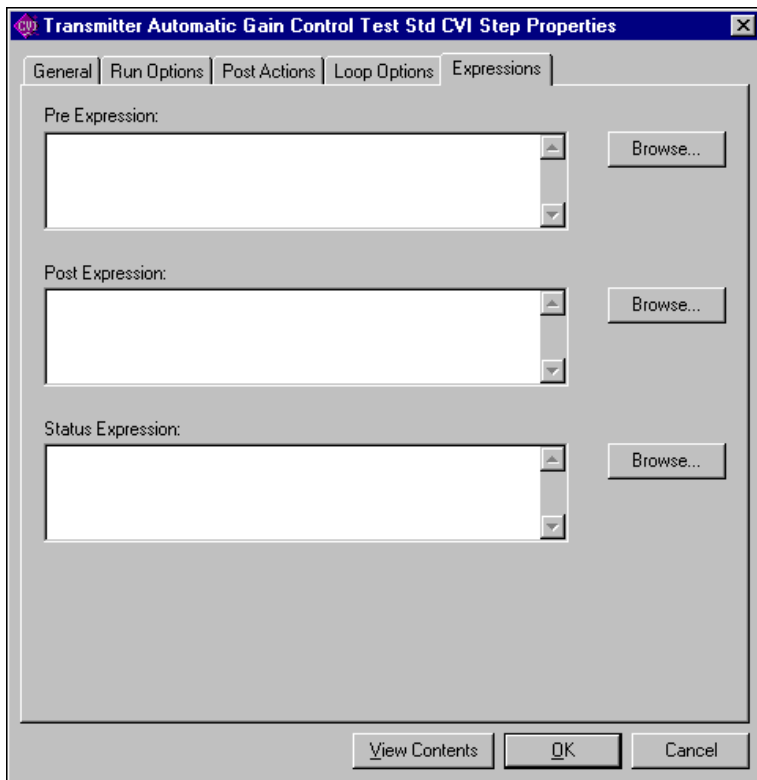 CVI Transmitter Automatic Gain Control Test Std CVI Step Properties
General Run Options Post Actions Loop Options Expressions
Pre Expression:
Browse...
Post Expression:
Browse...
Status Expression:
Browse...
View Contents OK Cancel